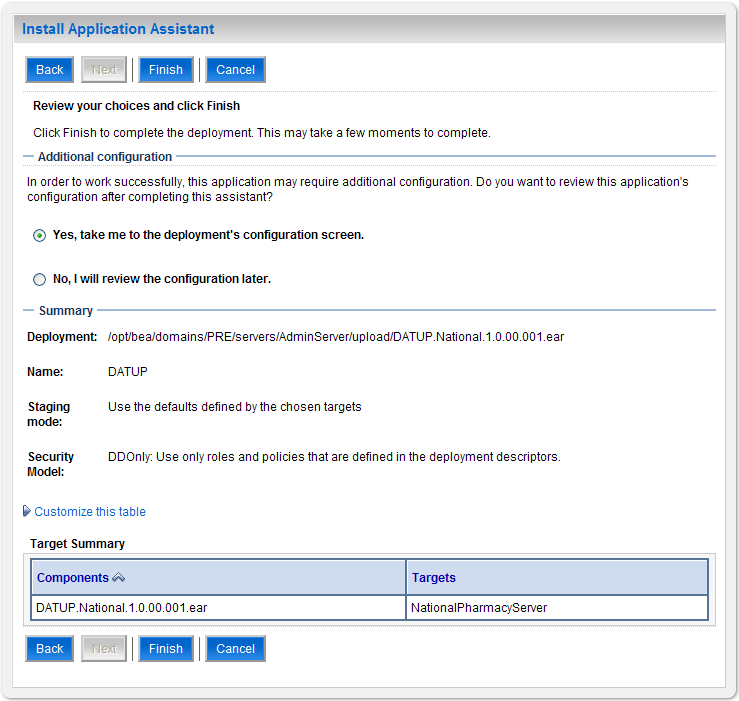 Install Application Assistant
Back Next Finish Cancel
Review your choices and click Finish
Click Finish to complete the deployment. This may take a few moments to complete.
Additional configuration
In order to work successfully, this application may require additional configuration. Do you want to review this application's
configuration after completing this assistant?
Yes, take me to the deployment's configuration screen.
No, I will review the configuration later.
Summary
Deployment: /opt/bea/domains/PRE/servers/AdminServer/upload/DATUP.National.1.0.00.001.ear
Name: DATUP
Staging Use the defaults defined by the chosen targets
mode:
Security DDOnly: Use only roles and policies that are defined in the deployment descriptors.
Model:
Customize this table
Target Summary
Components Targets
DATUP.National.1.0.00.001.ear NationalPharmacyServer
Back Next Finish Cancel